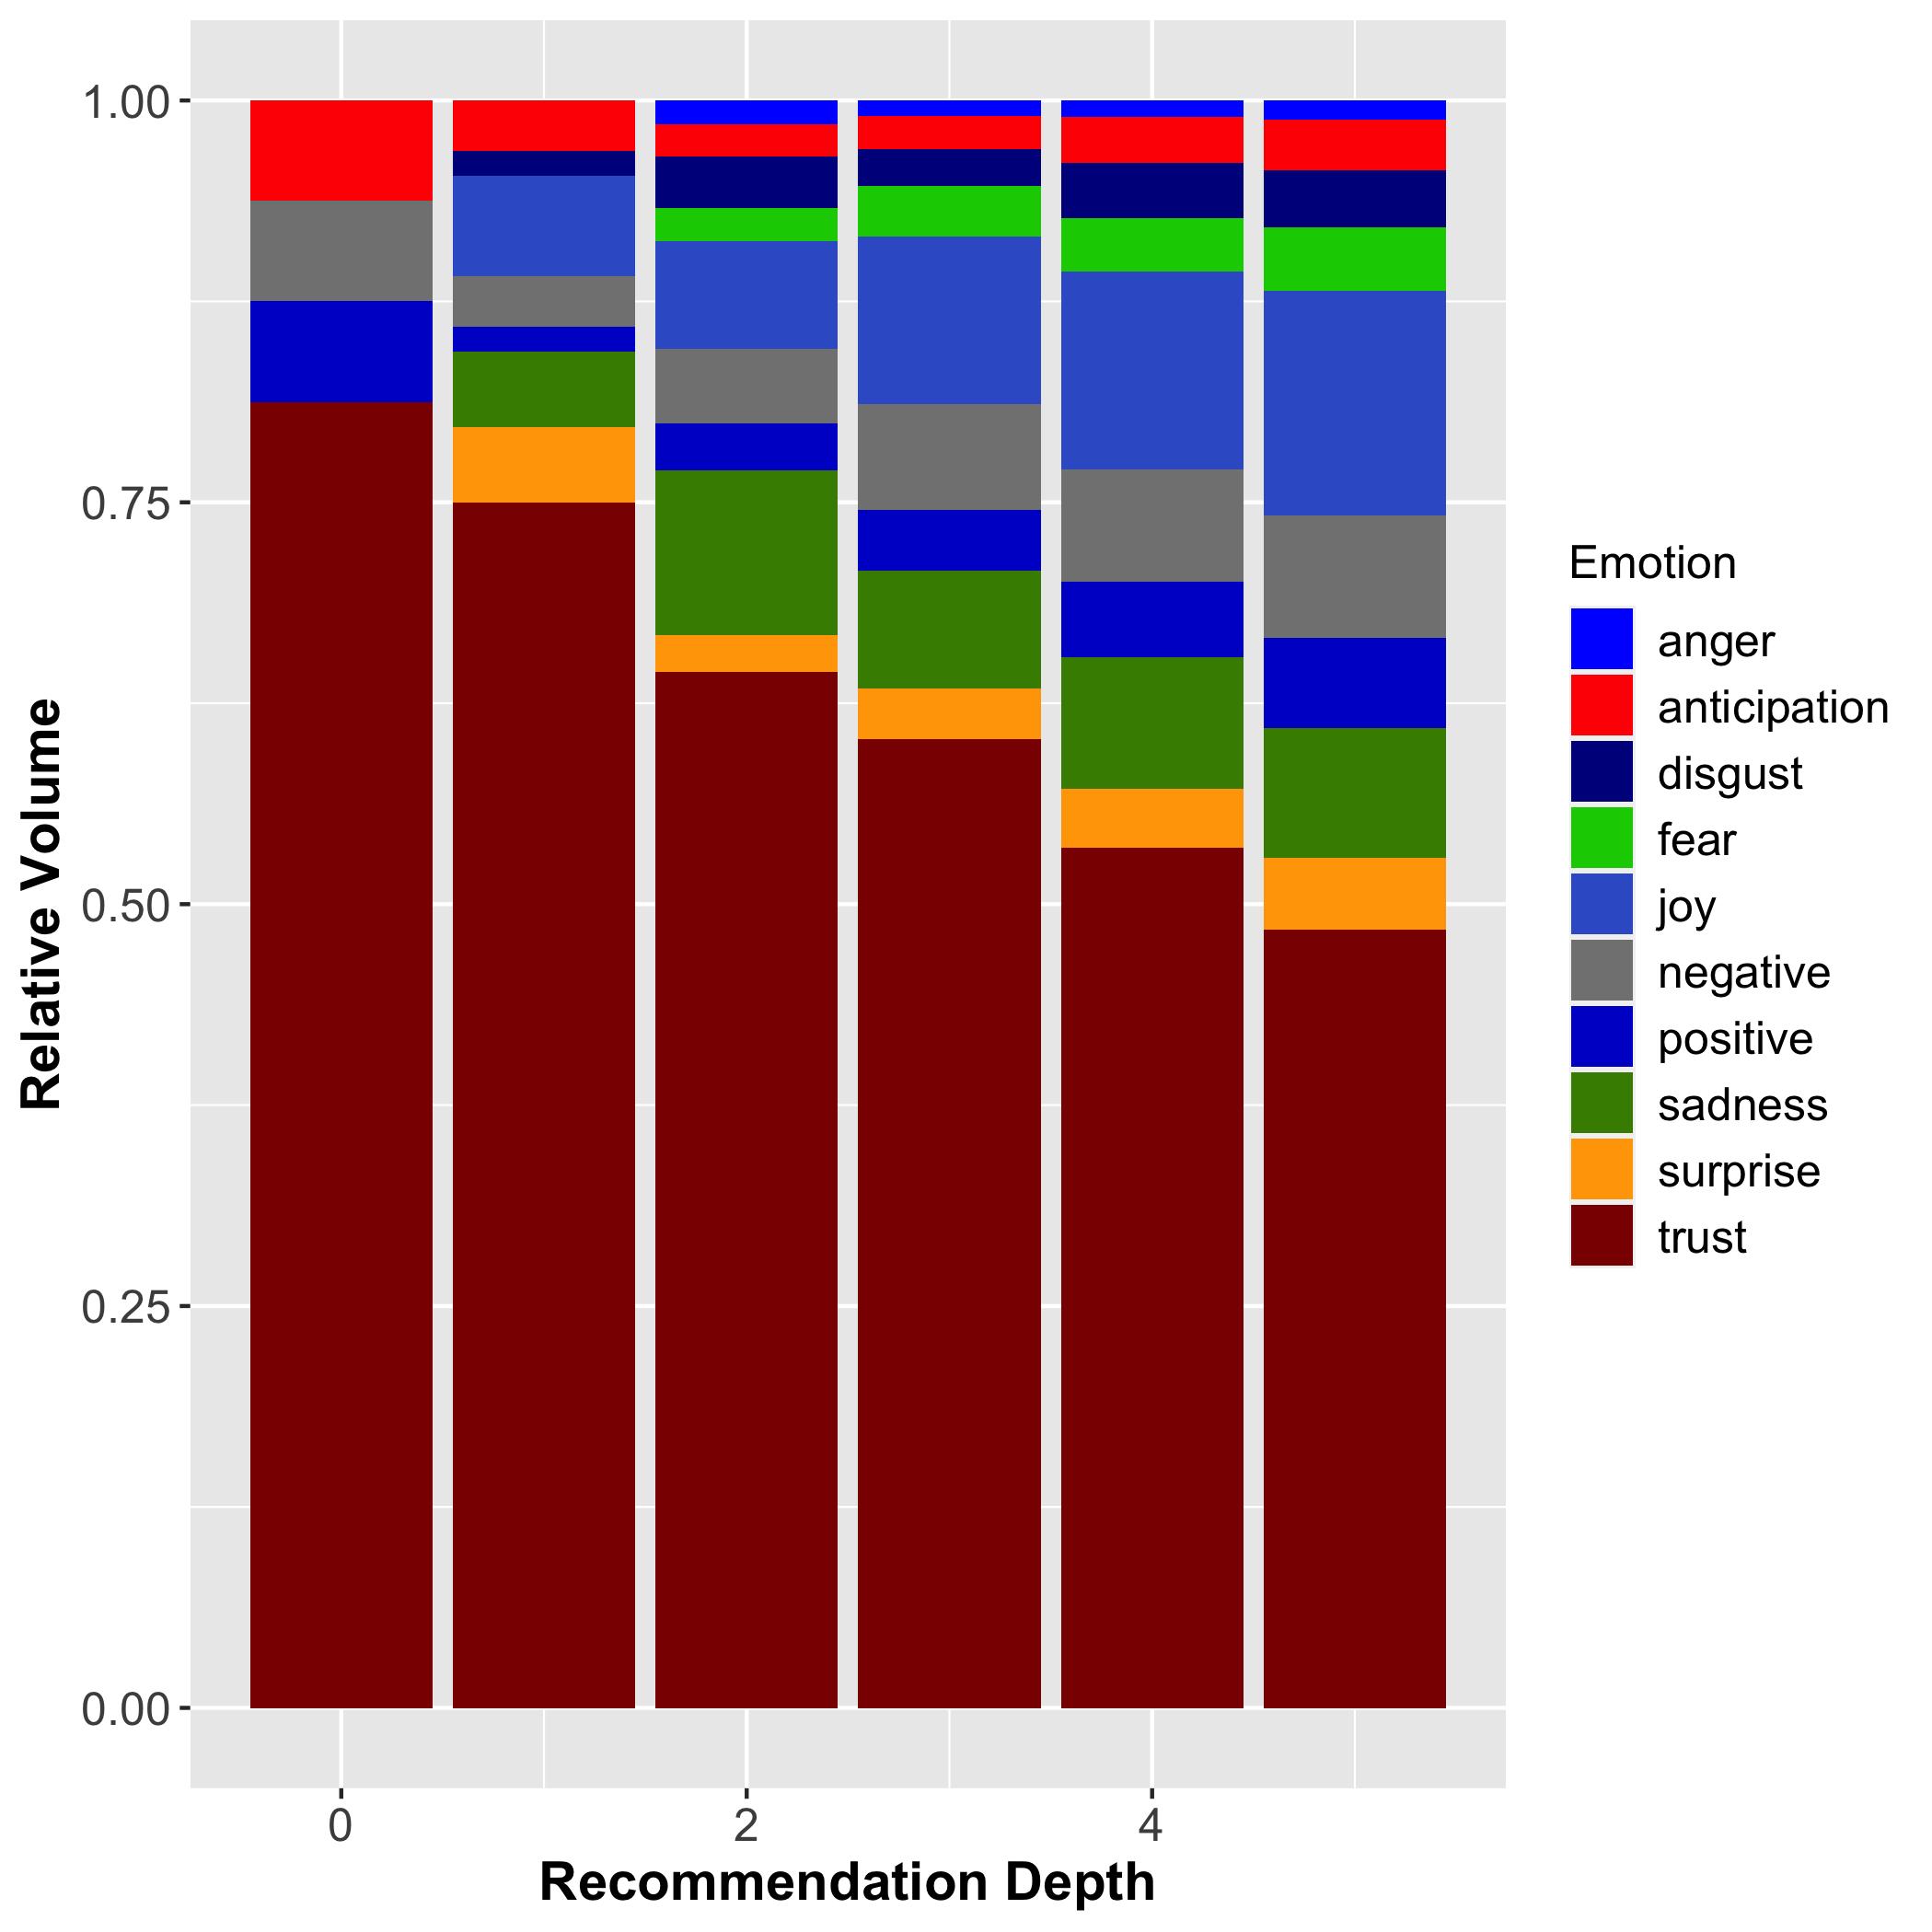 1.00
0.75
0.50
0.25
0.00
Relative Volume
0
2
4
Recommendation Depth
Emotion
anger
anticipation
disgust
fear
joy
negative
positive
sadness
surprise
trust